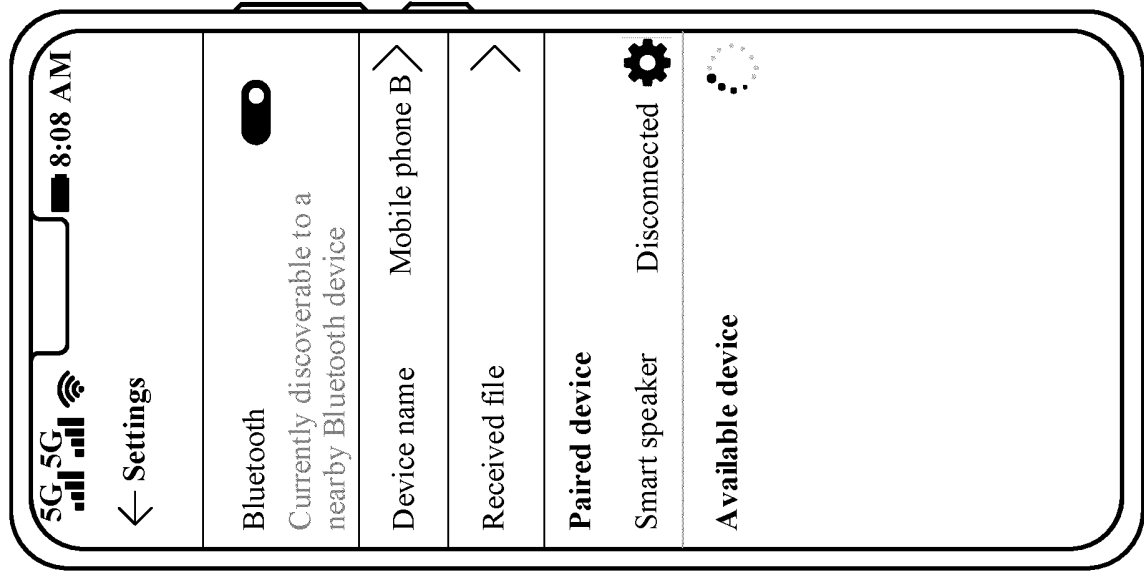 5G 5G 8:08 AM
Settings
Bluetooth
Currently discoverable to a
nearby Bluetooth device
Device name Mobile phone B
Received file
Paired device
Smart speaker Disconnected
Available device